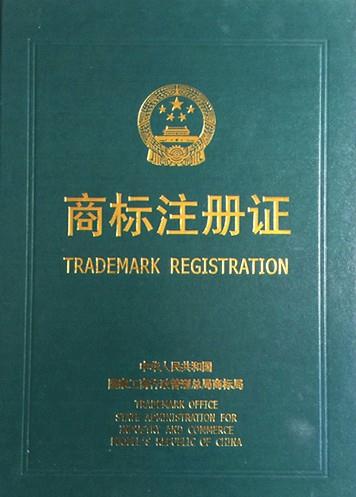 商标注册证
TRADEMARK REGISTRATION
中华人民共和国
国家工商行政管理总局商标局
TRADEMARK OFFICE
STATE ADMINISTRATION FOR
INDUSTRY AND COMMERCE
PEOPLE'S REPUBLIC OF CHINA